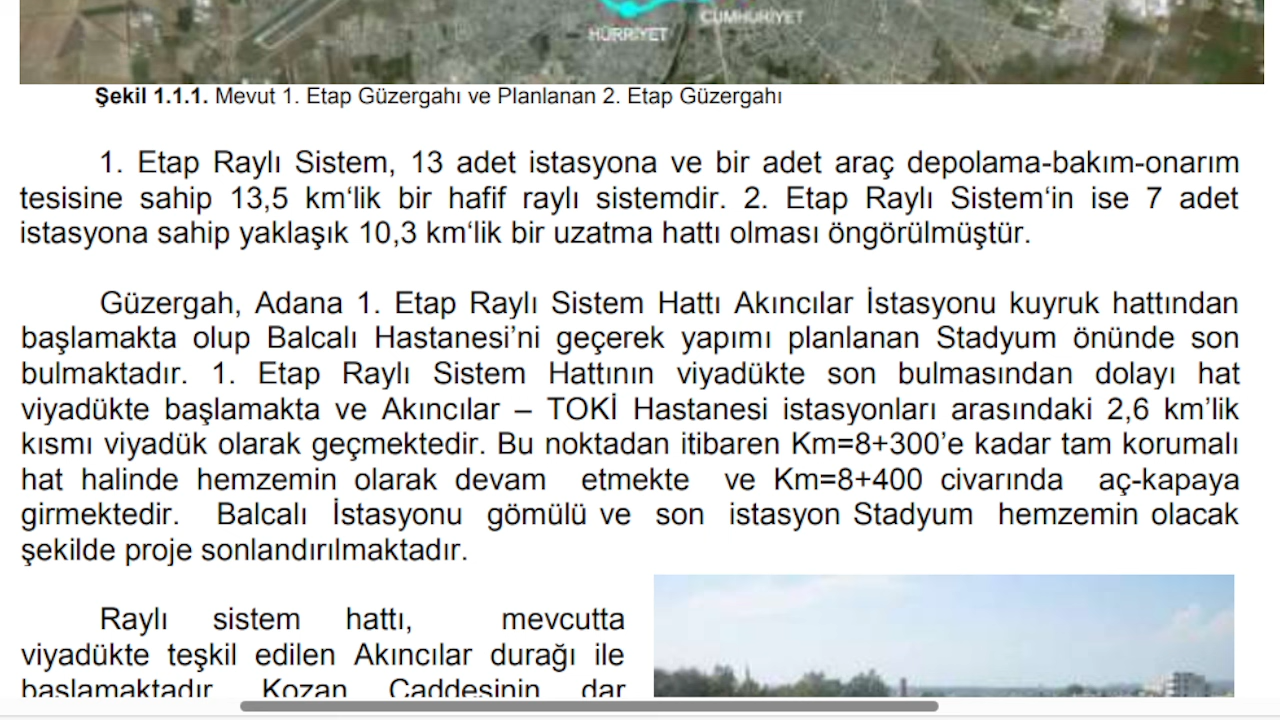 CUMHURİYET
HÜRRİYET
Şekil 1.1.1. Mevut 1. Etap Güzergahı ve Planlanan 2. Etap Güzergahı
1. Etap Raylı Sistem, 13 adet istasyona ve bir adet araç depolama-bakım-onarım
tesisine sahip 13,5 km‘lik bir hafif raylı sistemdir. 2. Etap Raylı Sistem‘in ise 7 adet
istasyona sahip yaklaşık 10,3 km‘lik bir uzatma hattı olması öngörülmüştür.
Güzergah, Adana 1. Etap Raylı Sistem Hattı Akıncılar İstasyonu kuyruk hattından
başlamakta olup Balcalı Hastanesi’ni geçerek yapımı planlanan Stadyum önünde son
bulmaktadır. 1. Etap Raylı Sistem Hattının viyadükte son bulmasından dolayı hat
viyadükte başlamakta ve Akıncılar – TOKİ Hastanesi istasyonları arasındaki 2,6 km’lik
kısmı viyadük olarak geçmektedir. Bu noktadan itibaren Km=8+300’e kadar tam korumalı
hat halinde hemzemin olarak devam etmekte ve Km=8+400 civarında aç-kapaya
girmektedir. Balcalı İstasyonu gömülü ve son istasyon Stadyum hemzemin olacak
şekilde proje sonlandırılmaktadır.
Raylı sistem hattı, mevcutta
viyadükte teşkil edilen Akıncılar durağı ile
başlamaktadır Kozan Caddesinin dar